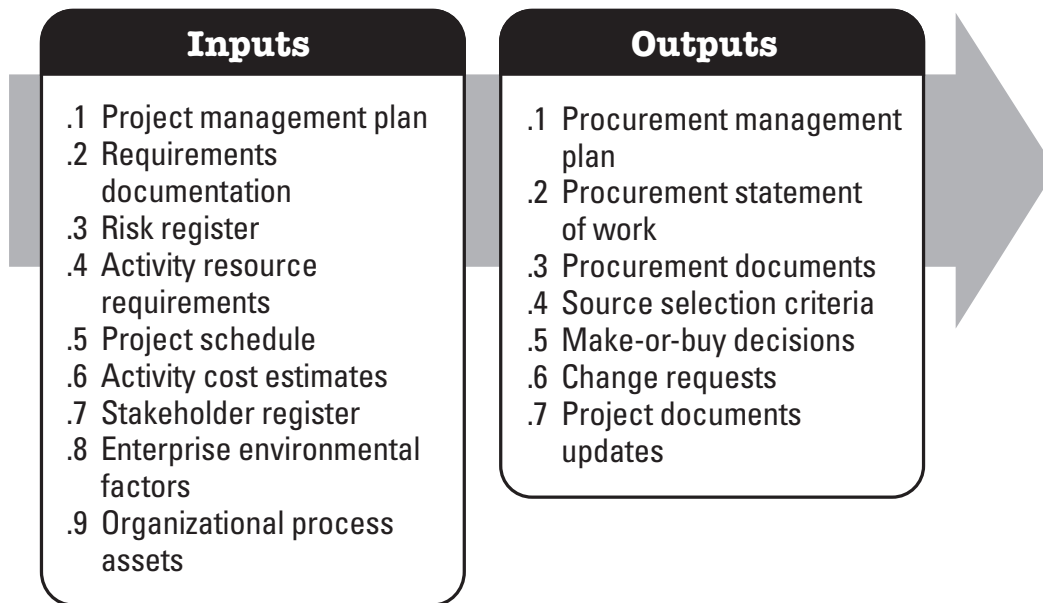 Inputs
.1 Project management plan
.2 Requirements
documentation
.3 Risk register
.4 Activity resource
requirements
.5 Project schedule
.6 Activity cost estimates
.7 Stakeholder register
.8 Enterprise environmental
factors
.9 Organizational process
assets
Outputs
.1 Procurement management
plan
.2 Procurement statement
of work
.3 Procurement documents
.4 Source selection criteria
.5 Make-or-buy decisions
.6 Change requests
.7 Project documents
updates